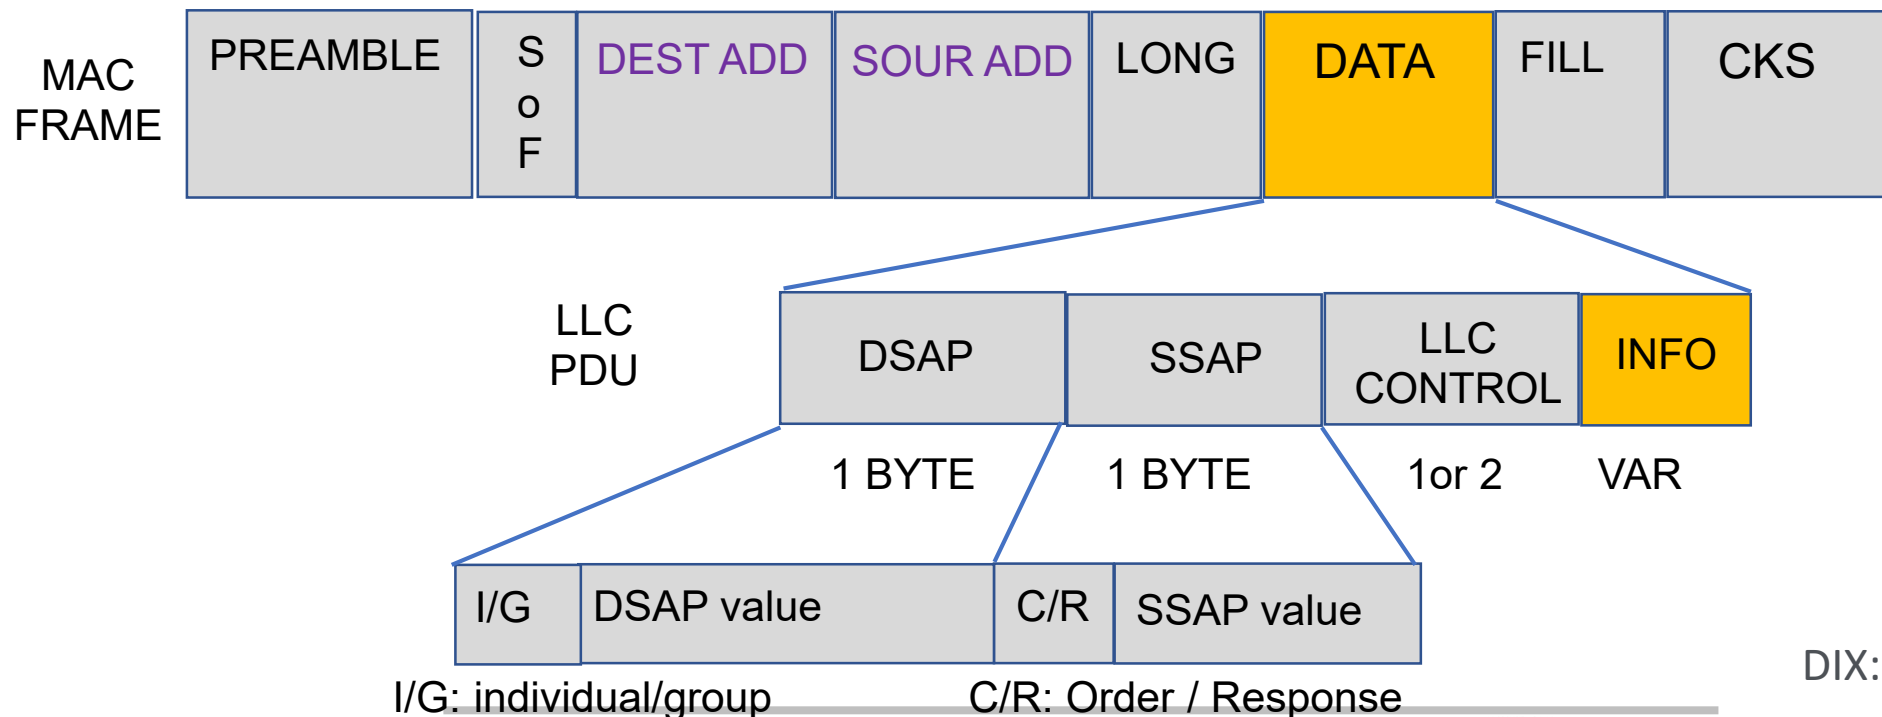 MAC
FRAME
PREAMBLE
S
o
F
DEST ADD
SOUR ADD
LONG
DATA
FILL
CKS
LLC
PDU
DSAP
SSAP
LLC
CONTROL
INFO
1 BYTE
1 BYTE
1or 2
VAR
I/G
DSAP value
C/R
SSAP value
I/G: individual/group
C/R: Order / Response
DIX: